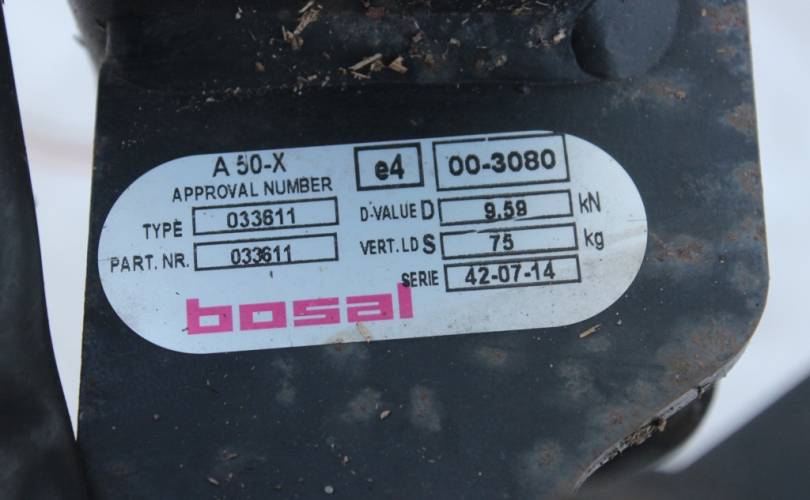 A 50-X e4 00-3080
APPROVAL NUMBER
TYPE 033611 D-VALUE D 9.59 kN
PART. NR. 033611 VERT. LD S 75 kg
SERIE 42-07-14
bosal